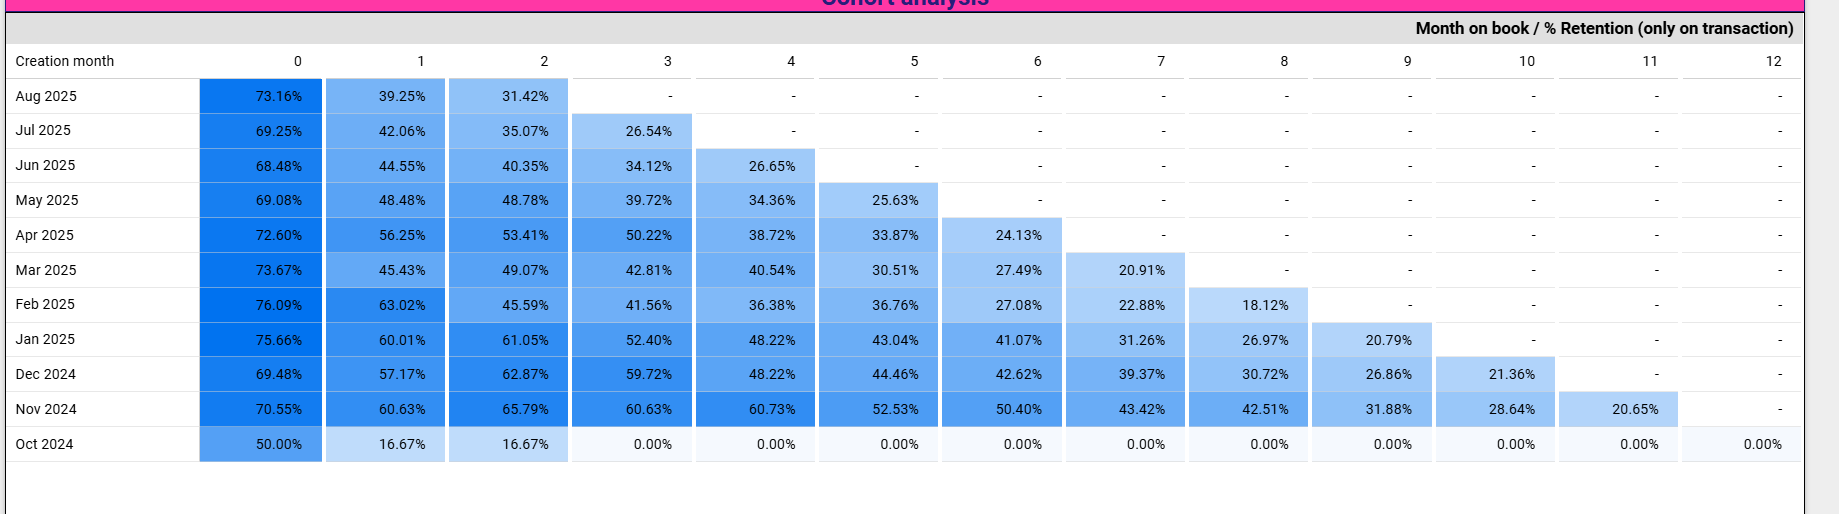 Cohort analysis
Month on book / % Retention (only on transaction)
Creation month 0 1 2 3 4 5 6 7 8 9 10 11 12
Aug 2025 73.16% 39.25% 31.42% - - - - - - - - - -
Jul 2025 69.25% 42.06% 35.07% 26.54% - - - - - - - - -
Jun 2025 68.48% 44.55% 40.35% 34.12% 26.65% - - - - - - - -
May 2025 69.08% 48.48% 48.78% 39.72% 34.36% 25.63% - - - - - - -
Apr 2025 72.60% 56.25% 53.41% 50.22% 38.72% 33.87% 24.13% - - - - - -
Mar 2025 73.67% 45.43% 49.07% 42.81% 40.54% 30.51% 27.49% 20.91% - - - - -
Feb 2025 76.09% 63.02% 45.59% 41.56% 36.38% 36.76% 27.08% 22.88% 18.12% - - - -
Jan 2025 75.66% 60.01% 61.05% 52.40% 48.22% 43.04% 41.07% 31.26% 26.97% 20.79% - - -
Dec 2024 69.48% 57.17% 62.87% 59.72% 48.22% 44.46% 42.62% 39.37% 30.72% 26.86% 21.36% - -
Nov 2024 70.55% 60.63% 65.79% 60.63% 60.73% 52.53% 50.40% 43.42% 42.51% 31.88% 28.64% 20.65% -
Oct 2024 50.00% 16.67% 16.67% 0.00% 0.00% 0.00% 0.00% 0.00% 0.00% 0.00% 0.00% 0.00% 0.00%